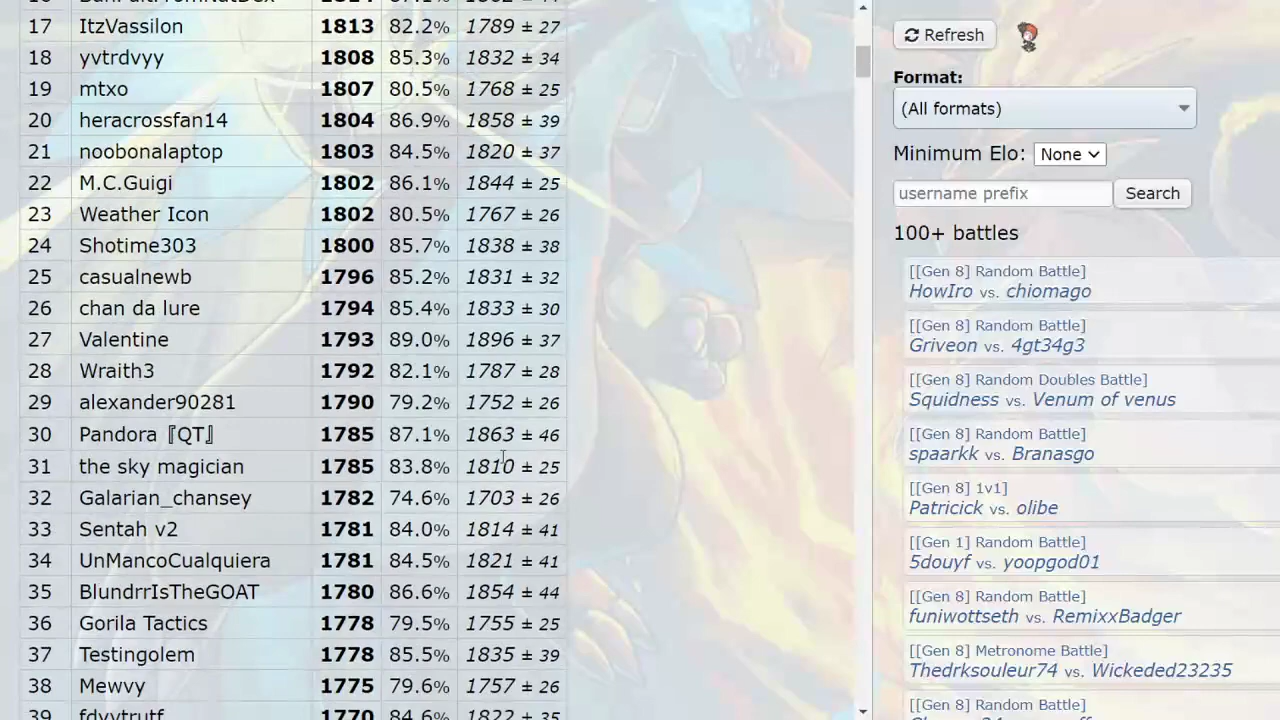 17 ItzVassilon 1813 82.2% 1789 ± 27
18 yvtrdvyy 1808 85.3% 1832 ± 34
19 mtxo 1807 80.5% 1768 ± 25
20 heracrossfan14 1804 86.9% 1858 ± 39
21 noobonalaptop 1803 84.5% 1820 ± 37
22 M.C.Guigi 1802 86.1% 1844 ± 25
23 Weather Icon 1802 80.5% 1767 ± 26
24 Shotime303 1800 85.7% 1838 ± 38
25 casualnewb 1796 85.2% 1831 ± 32
26 chan da lure 1794 85.4% 1833 ± 30
27 Valentine 1793 89.0% 1896 ± 37
28 Wraith3 1792 82.1% 1787 ± 28
29 alexander90281 1790 79.2% 1752 ± 26
30 Pandora『QT』 1785 87.1% 1863 ± 46
31 the sky magician 1785 83.8% 1810 ± 25
32 Galarian_chansey 1782 74.6% 1703 ± 26
33 Sentah v2 1781 84.0% 1814 ± 41
34 UnMancoCualquiera 1781 84.5% 1821 ± 41
35 BlundrrIsTheGOAT 1780 86.6% 1854 ± 44
36 Gorila Tactics 1778 79.5% 1755 ± 25
37 Testingolem 1778 85.5% 1835 ± 39
38 Mewvy 1775 79.6% 1757 ± 26
39 1770 84.6% 1822 ± 35
Refresh
Format:
(All formats)
Minimum Elo: None
username prefix Search
100+ battles
[[Gen 8] Random Battle]
HowIro vs. chiomago
[[Gen 8] Random Battle]
Griveon vs. 4gt34g3
[[Gen 8] Random Doubles Battle]
Squidness vs. Venum of venus
[[Gen 8] Random Battle]
spaarkk vs. Branasgo
[[Gen 8] 1v1]
Patricick vs. olibe
[[Gen 1] Random Battle]
5douyf vs. yoopgod01
[[Gen 8] Random Battle]
funiwottseth vs. RemixxBadger
[[Gen 8] Metronome Battle]
Thedrksouleur74 vs. Wickeded23235
[[Gen 8] Random Battle]